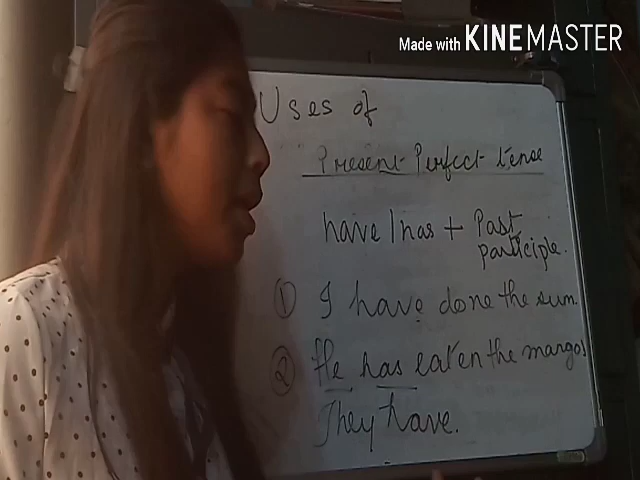 Made with KINEMASTER
Uses of
Present Perfect tense
have/has + Past
participle.
① I have done the sum.
② He has eaten the mangos
They have.